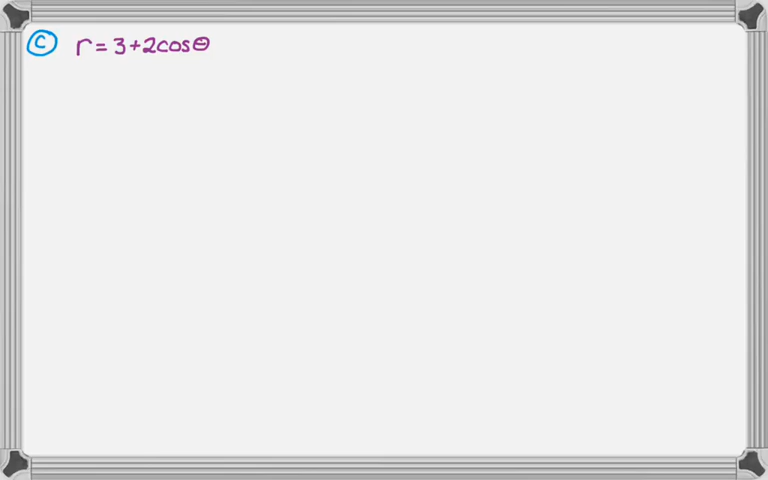 Ⓒ r = 3+2cosθ